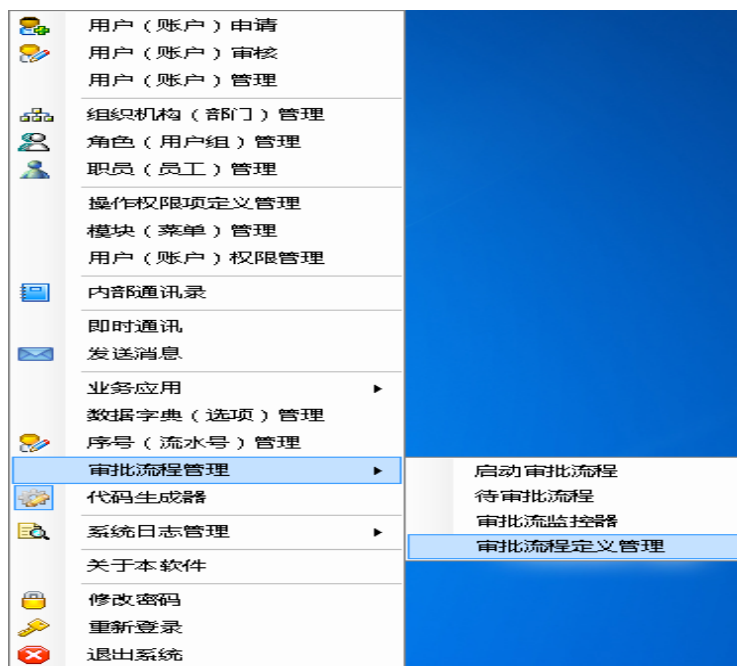 用户（账户）申请
用户（账户）审核
用户（账户）管理
组织机构（部门）管理
角色（用户组）管理
职员（员工）管理
操作权限项定义管理
模块（菜单）管理
用户（账户）权限管理
内部通讯录
即时通讯
发送消息
业务应用
数据字典（选项）管理
序号（流水号）管理
审批流程管理
启动审批流程
代码生成器
待审批流程
审批流监控器
系统日志管理
审批流程定义管理
关于本软件
修改密码
重新登录
退出系统